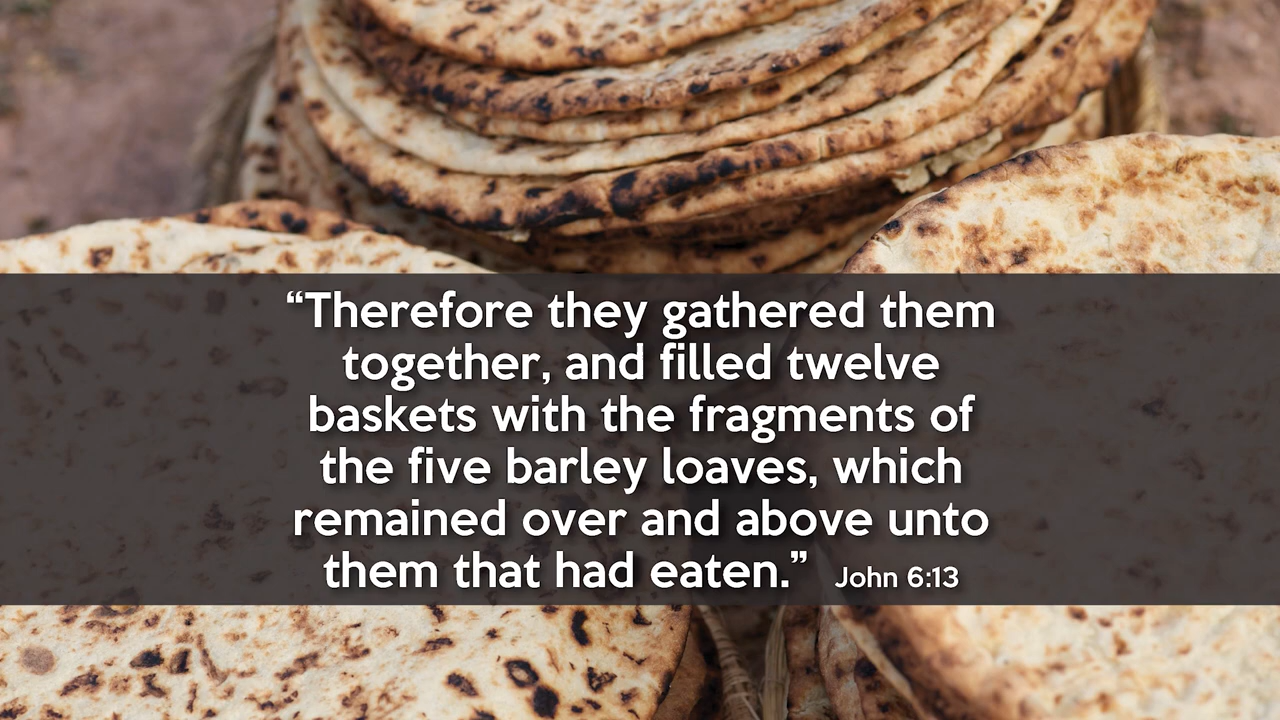 “Therefore they gathered them
together, and filled twelve
baskets with the fragments of
the five barley loaves, which
remained over and above unto
them that had eaten.” John 6:13